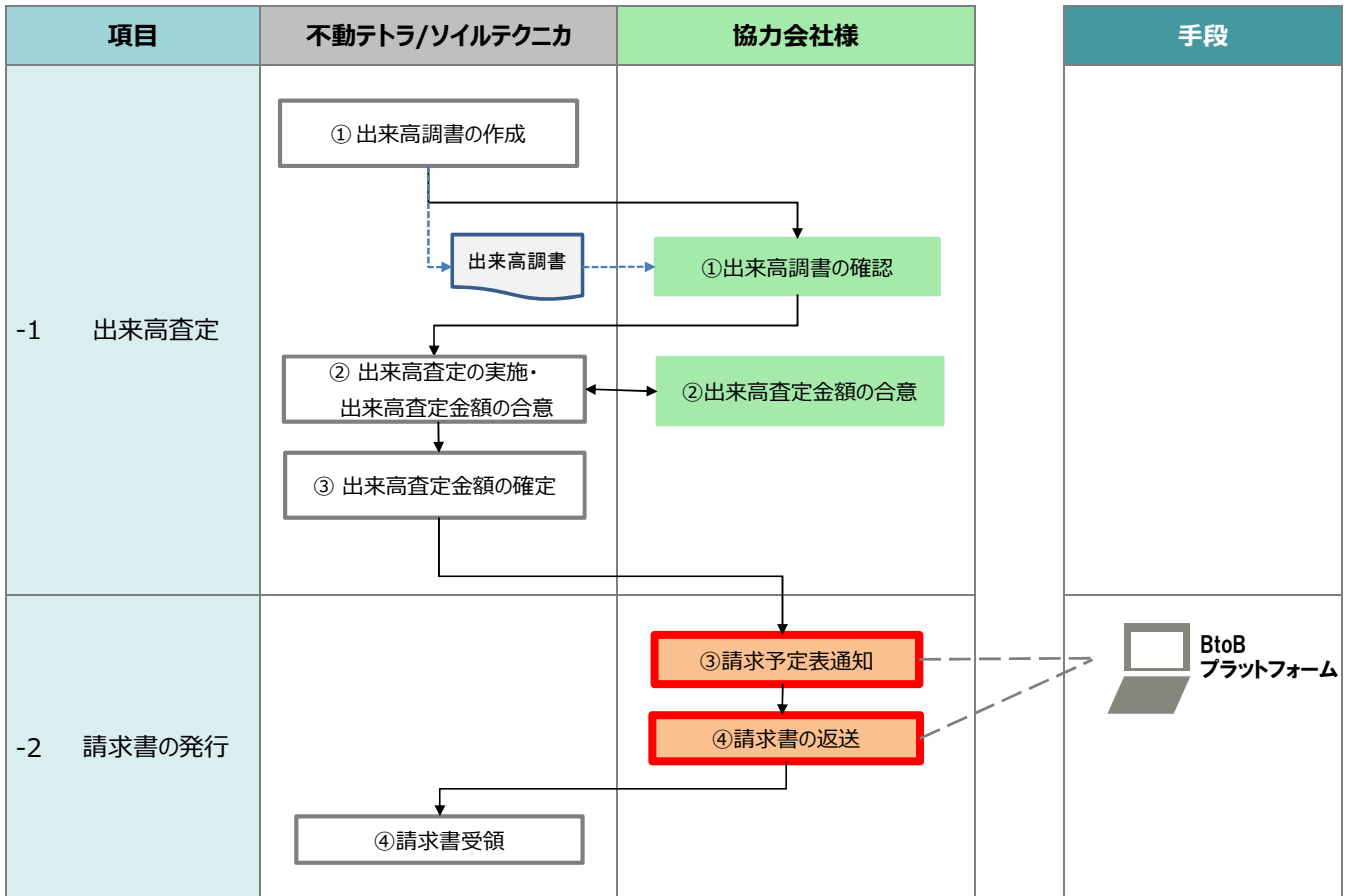 項目
不動テトラ/ソイルテクニカ
協力会社様
手段
① 出来高調書の作成
出来高調書
①出来高調書の確認
-1 出来高査定
② 出来高査定の実施・
出来高査定金額の合意
②出来高査定金額の合意
③ 出来高査定金額の確定
③請求予定表通知
BtoB
プラットフォーム
④請求書の返送
-2 請求書の発行
④請求書受領